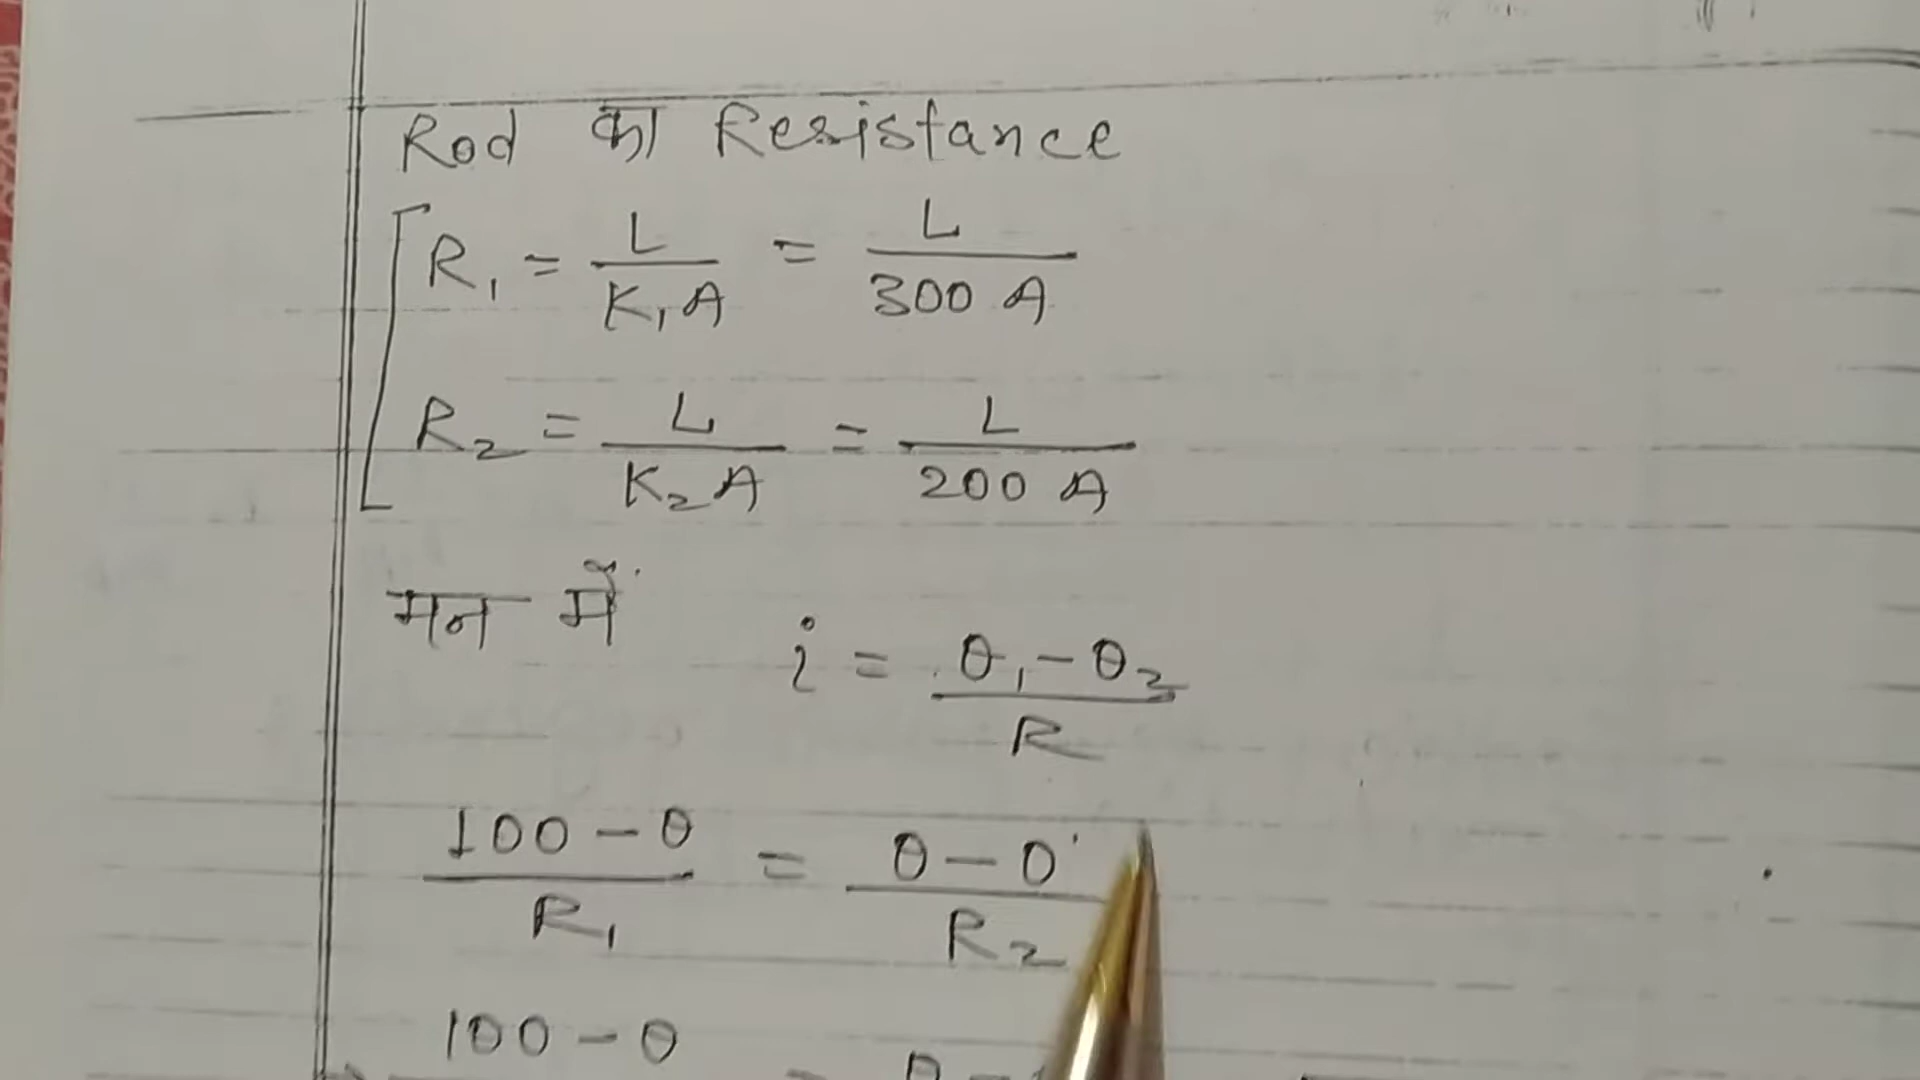 Rod का Resistance
R₁ = L / K₁A = L / 300 A
R₂ = L / K₂A = L / 200 A
मन में
i = θ₁ - θ₂ / R
100 - θ / R₁ = θ - 0 / R₂
100 - θ